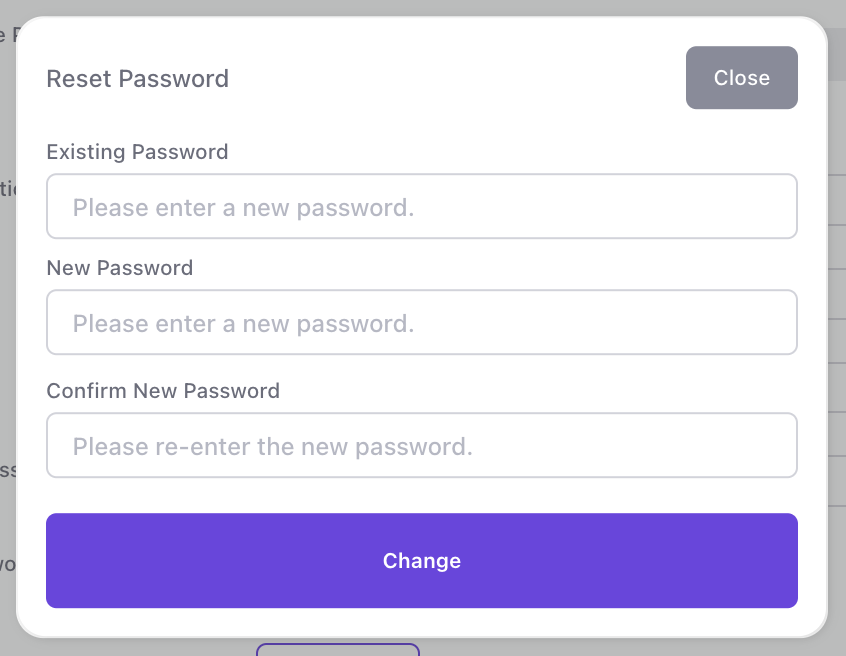 Reset Password
Close
Existing Password
Please enter a new password.
New Password
Please enter a new password.
Confirm New Password
Please re-enter the new password.
Change